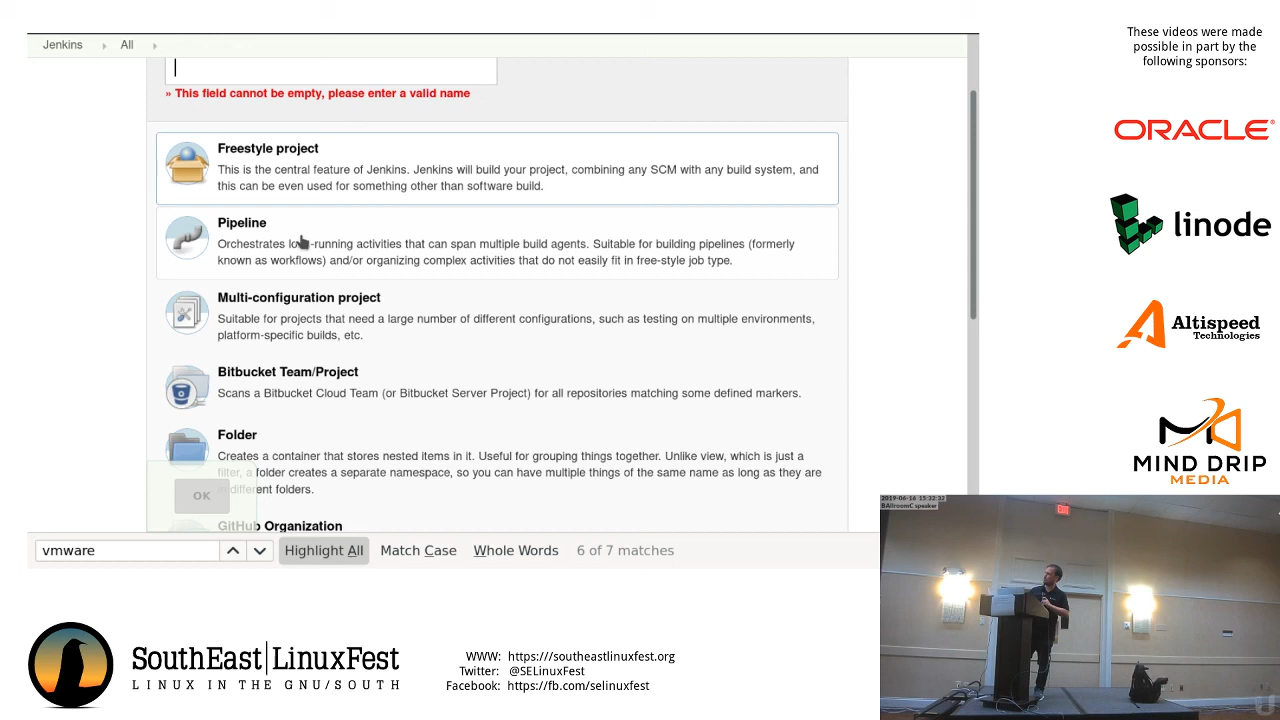 These videos were made
possible in part by the
following sponsors:
Jenkins
All
» This field cannot be empty, please enter a valid name
Freestyle project
This is the central feature of Jenkins. Jenkins will build your project, combining any SCM with any build system, and
this can be even used for something other than software build.
Pipeline
Orchestrates long-running activities that can span multiple build agents. Suitable for building pipelines (formerly
known as workflows) and/or organizing complex activities that do not easily fit in free-style job type.
Multi-configuration project
Suitable for projects that need a large number of different configurations, such as testing on multiple environments,
platform-specific builds, etc.
Bitbucket Team/Project
Scans a Bitbucket Cloud Team (or Bitbucket Server Project) for all repositories matching some defined markers.
Folder
Creates a container that stores nested items in it. Useful for grouping things together. Unlike view, which is just a
filter, a folder creates a separate namespace, so you can have multiple things of the same name as long as they are
in different folders.
OK
GitHub Organization
vmware
Highlight All
Match Case
Whole Words
6 of 7 matches
ORACLE
linode
Altispeed
Technologies
MIND DRIP
MEDIA
2019-06-16 15:32:32
BAllroomC speaker
SouthEast LinuxFest
LINUX IN THE GNU/SOUTH
WWW: https://southeastlinuxfest.org
Twitter: @SELinuxFest
Facebook: https://fb.com/selinuxfest